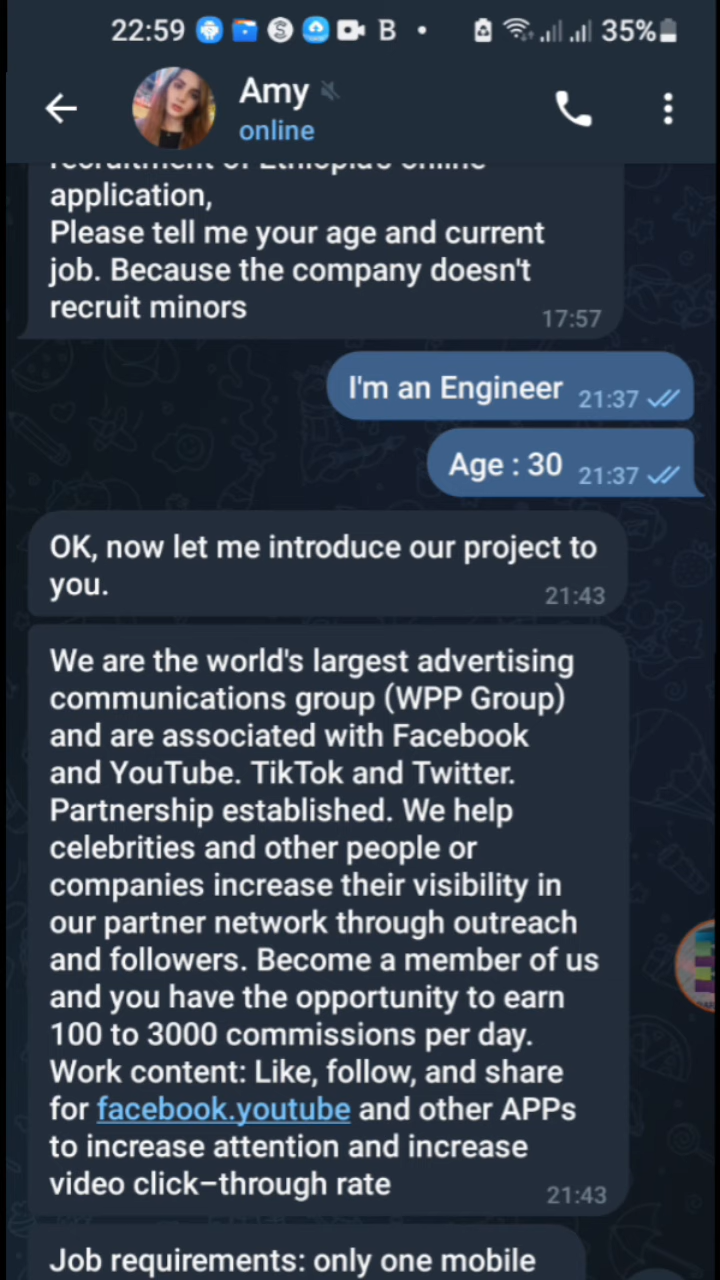 22:59
B
35%
Amy
online
recruitment of Ethiopia's online
application,
Please tell me your age and current
job. Because the company doesn't
recruit minors
17:57
I'm an Engineer
21:37
Age : 30
21:37
OK, now let me introduce our project to
you.
21:43
We are the world's largest advertising
communications group (WPP Group)
and are associated with Facebook
and YouTube. TikTok and Twitter.
Partnership established. We help
celebrities and other people or
companies increase their visibility in
our partner network through outreach
and followers. Become a member of us
and you have the opportunity to earn
100 to 3000 commissions per day.
Work content: Like, follow, and share
for facebook.youtube and other APPs
to increase attention and increase
video click–through rate
21:43
Job requirements: only one mobile